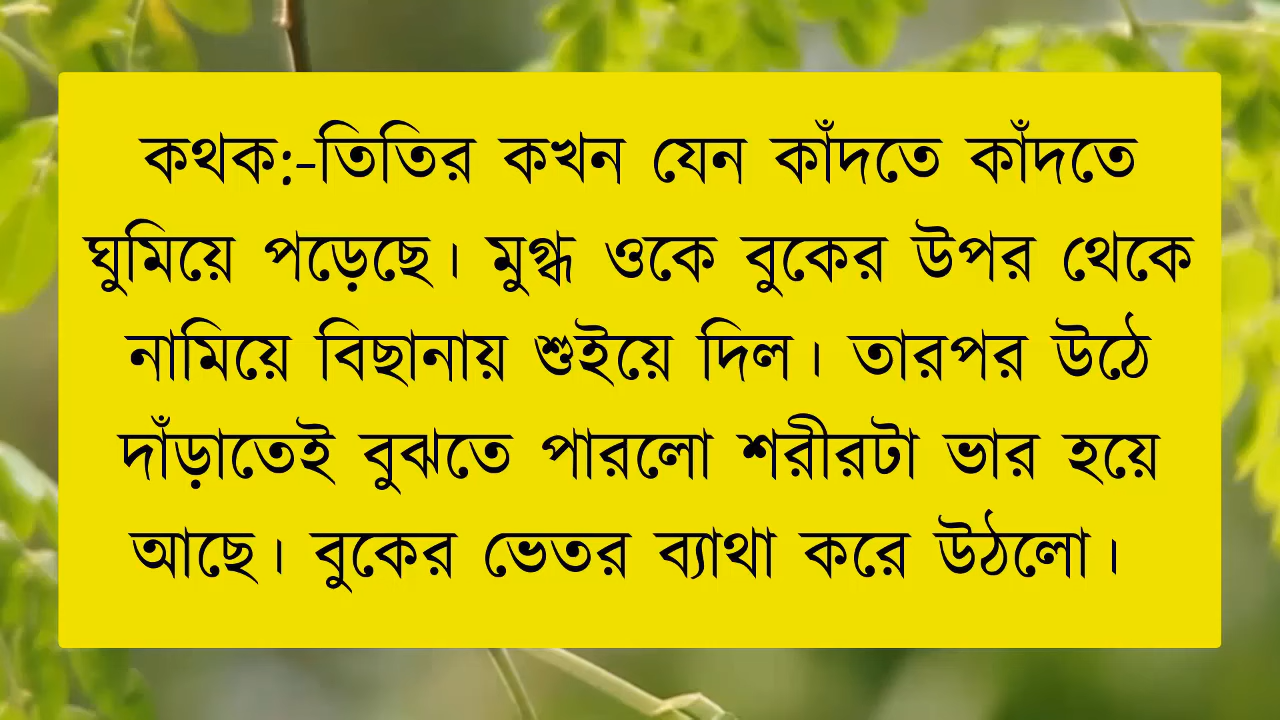 কথক:-তিতির কখন যেন কাঁদতে কাঁদতে
ঘুমিয়ে পড়েছে। মুগ্ধ ওকে বুকের উপর থেকে
নামিয়ে বিছানায় শুইয়ে দিল। তারপর উঠে
দাঁড়াতেই বুঝতে পারলো শরীরটা ভার হয়ে
আছে। বুকের ভেতর ব্যাথা করে উঠলো।